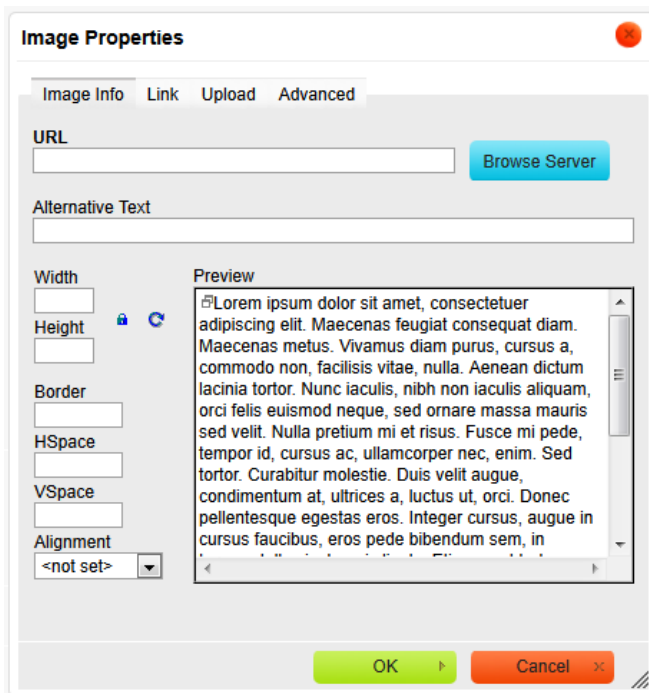 Image Properties
Image Info Link Upload Advanced
URL
Browse Server
Alternative Text
Width
Height
Border
HSpace
VSpace
Alignment
<not set>
Preview
Lorem ipsum dolor sit amet, consectetuer
adipiscing elit. Maecenas feugiat consequat diam.
Maecenas metus. Vivamus diam purus, cursus a,
commodo non, facilisis vitae, nulla. Aenean dictum
lacinia tortor. Nunc iaculis, nibh non iaculis aliquam,
orci felis euismod neque, sed ornare massa mauris
sed velit. Nulla pretium mi et risus. Fusce mi pede,
tempor id, cursus ac, ullamcorper nec, enim. Sed
tortor. Curabitur molestie. Duis velit augue,
condimentum at, ultrices a, luctus ut, orci. Donec
pellentesque egestas eros. Integer cursus, augue in
cursus faucibus, eros pede bibendum sem, in
OK
Cancel